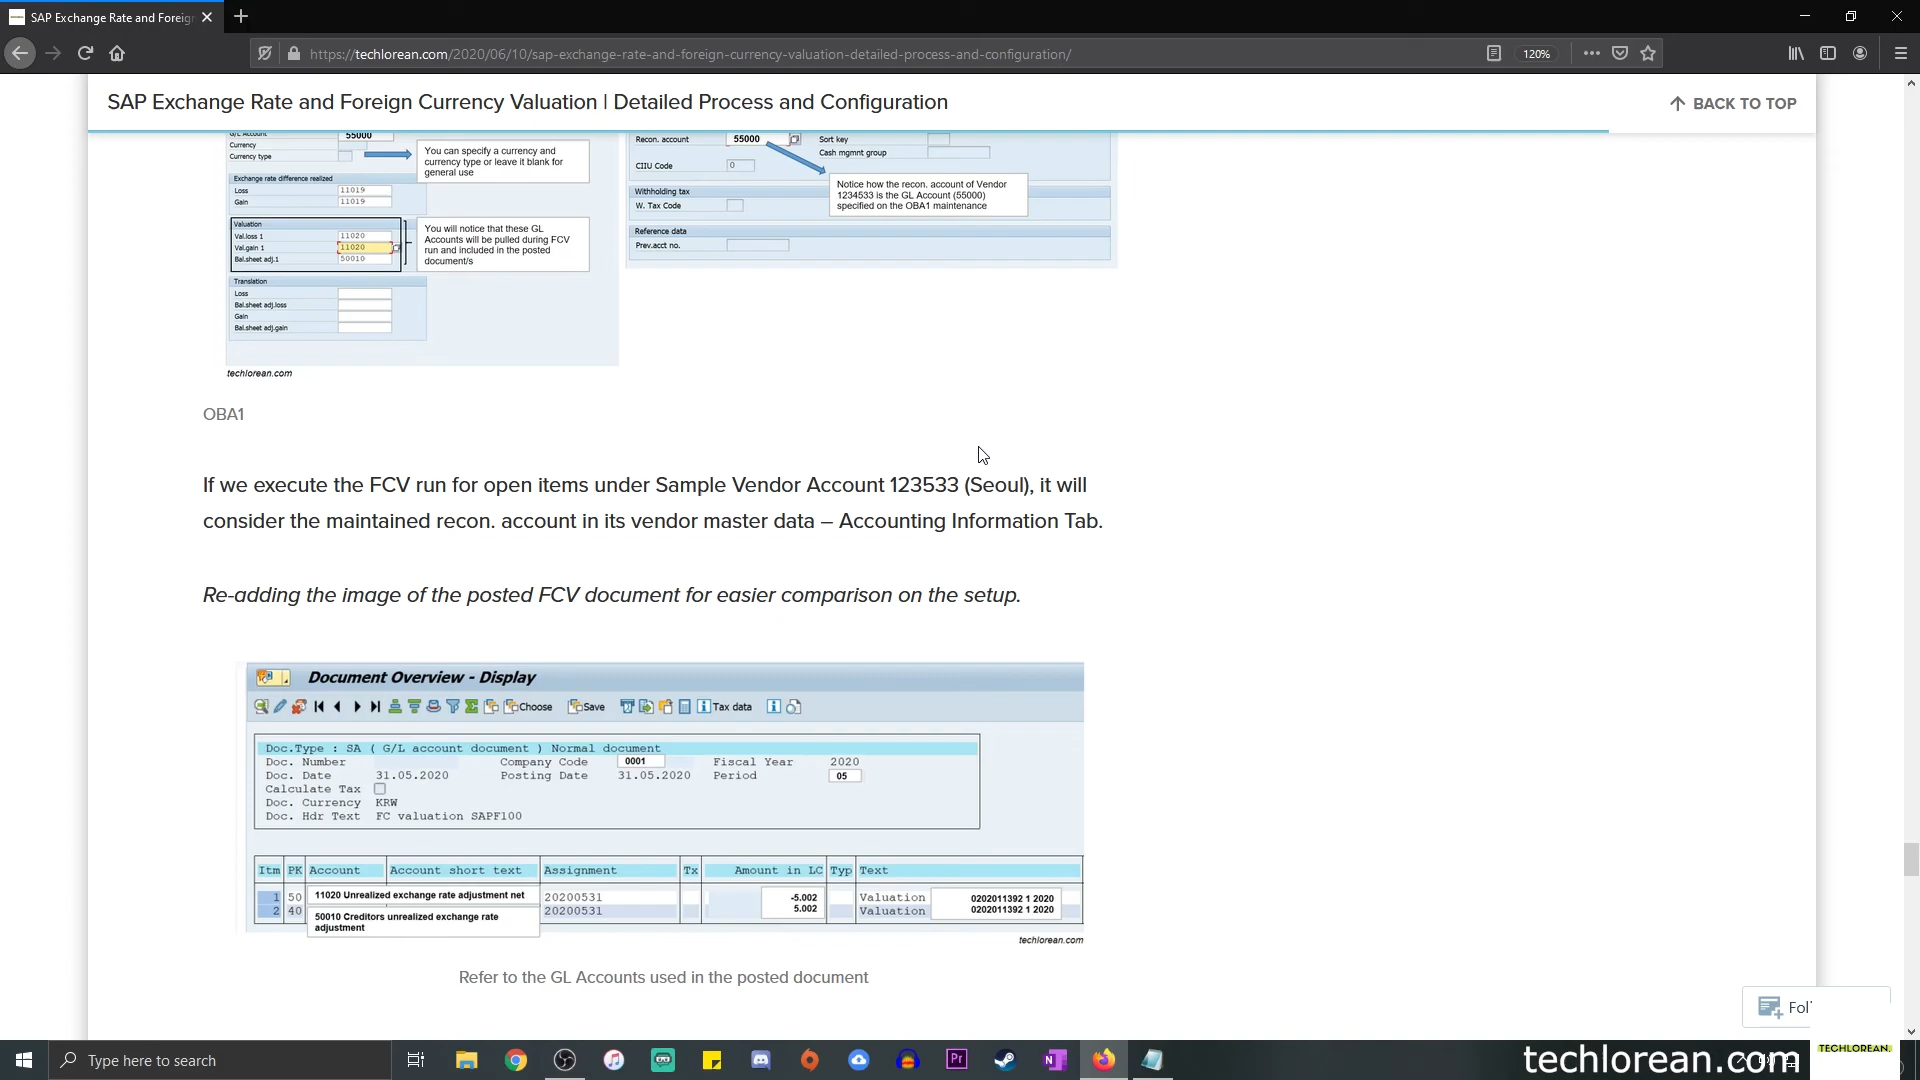 SAP Exchange Rate and Foreign
https://techlorean.com/2020/06/10/sap-exchange-rate-and-foreign-currency-valuation-detailed-process-and-configuration/
120%
SAP Exchange Rate and Foreign Currency Valuation | Detailed Process and Configuration
BACK TO TOP
G/L Account 55000
Currency
Currency type
You can specify a currency and
currency type or leave it blank for
general use
Exchange rate difference realized
Loss 11019
Gain 11019
Valuation
Val.loss 1 11020
Val.gain 1 11020
Bal.sheet adj.1 50010
You will notice that these GL
Accounts will be pulled during FCV
run and included in the posted
document/s
Translation
Loss
Bal.sheet adj.loss
Gain
Bal.sheet adj.gain
techlorean.com
Recon. account 55000 Sort key
Cash mgmnt group
CIIU Code 0
Notice how the recon. account of Vendor
1234533 is the GL Account (55000)
specified on the OBA1 maintenance
Withholding tax
W. Tax Code
Reference data
Prev.acct no.
OBA1
If we execute the FCV run for open items under Sample Vendor Account 123533 (Seoul), it will
consider the maintained recon. account in its vendor master data – Accounting Information Tab.
Re-adding the image of the posted FCV document for easier comparison on the setup.
Document Overview - Display
Choose Save Tax data
Doc.Type : SA ( G/L account document ) Normal document
Doc. Number Company Code 0001 Fiscal Year 2020
Doc. Date 31.05.2020 Posting Date 31.05.2020 Period 05
Calculate Tax
Doc. Currency KRW
Doc. Hdr Text FC valuation SAPF100
Itm PK Account Account short text Assignment Tx Amount in LC Typ Text
1 50 11020 Unrealized exchange rate adjustment net 20200531 -5.002 Valuation 0202011392 1 2020
2 40 50010 Creditors unrealized exchange rate adjustment 20200531 5.002 Valuation 0202011392 1 2020
techlorean.com
Refer to the GL Accounts used in the posted document
Fol
Type here to search
Pr
techlorean.com
TECHLOREAN.